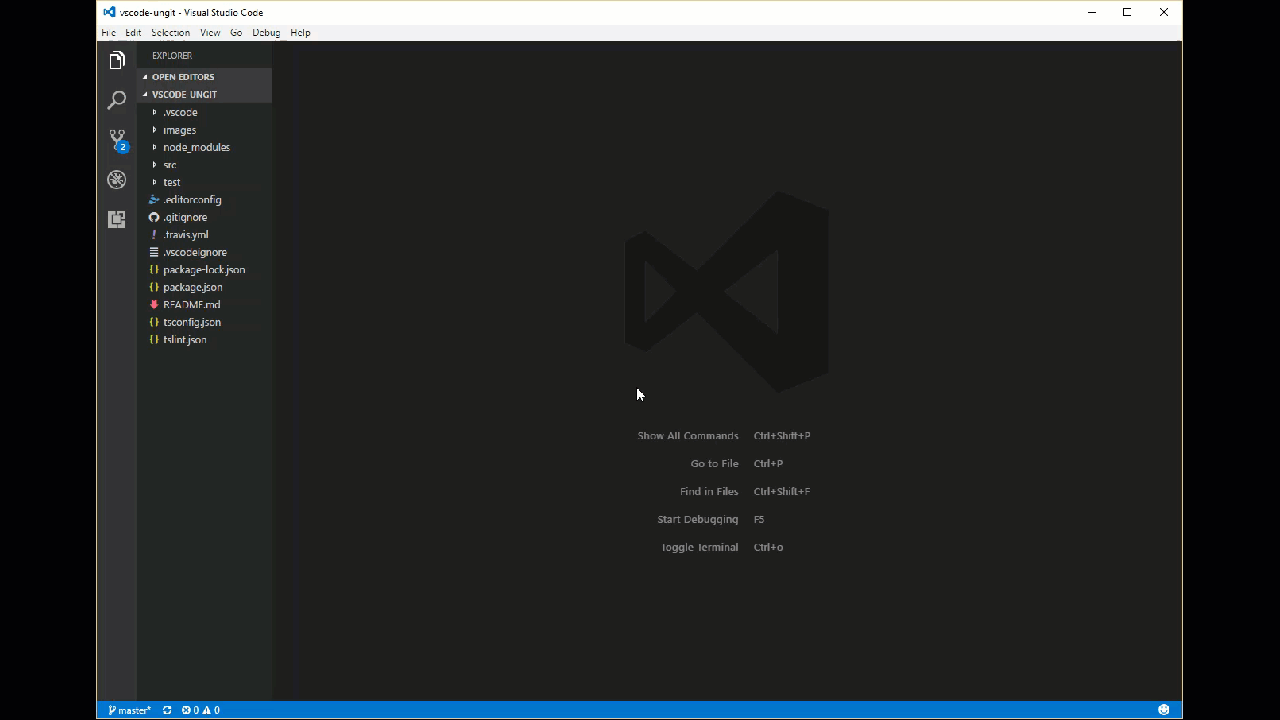 vscode-ungit - Visual Studio Code
File Edit Selection View Go Debug Help
EXPLORER
OPEN EDITORS
VSCODE-UNGIT
.vscode
images
node_modules
src
test
.editorconfig
.gitignore
.travis.yml
.vscodeignore
package-lock.json
package.json
README.md
tsconfig.json
tslint.json
2
Show All Commands Ctrl+Shift+P
Go to File Ctrl+P
Find in Files Ctrl+Shift+F
Start Debugging F5
Toggle Terminal Ctrl+o
master* 0 0